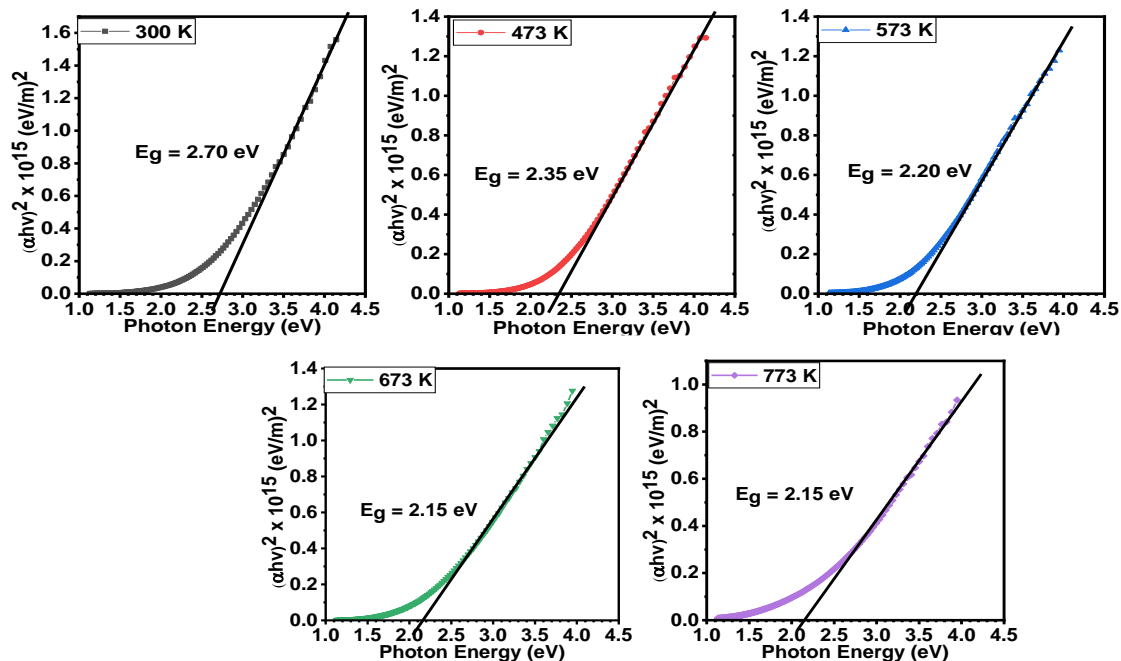 300 K
(αhν)² x 10¹⁵ (eV/m)²
1.6
1.4
1.2
1.0
0.8
0.6
0.4
0.2
0.0
Eg = 2.70 eV
1.0 1.5 2.0 2.5 3.0 3.5 4.0 4.5
Photon Energy (eV)
473 K
(αhν)² x 10¹⁵ (eV/m)²
1.4
1.2
1.0
0.8
0.6
0.4
0.2
0.0
Eg = 2.35 eV
1.0 1.5 2.0 2.5 3.0 3.5 4.0 4.5
Photon Energy (eV)
573 K
(αhν)² x 10¹⁵ (eV/m)²
1.4
1.2
1.0
0.8
0.6
0.4
0.2
0.0
Eg = 2.20 eV
1.0 1.5 2.0 2.5 3.0 3.5 4.0 4.5
Photon Energy (eV)
673 K
(αhν)² x 10¹⁵ (eV/m)²
1.4
1.2
1.0
0.8
0.6
0.4
0.2
0.0
Eg = 2.15 eV
1.0 1.5 2.0 2.5 3.0 3.5 4.0 4.5
Photon Energy (eV)
773 K
(αhν)² x 10¹⁵ (eV/m)²
1.0
0.8
0.6
0.4
0.2
0.0
Eg = 2.15 eV
1.0 1.5 2.0 2.5 3.0 3.5 4.0 4.5
Photon Energy (eV)